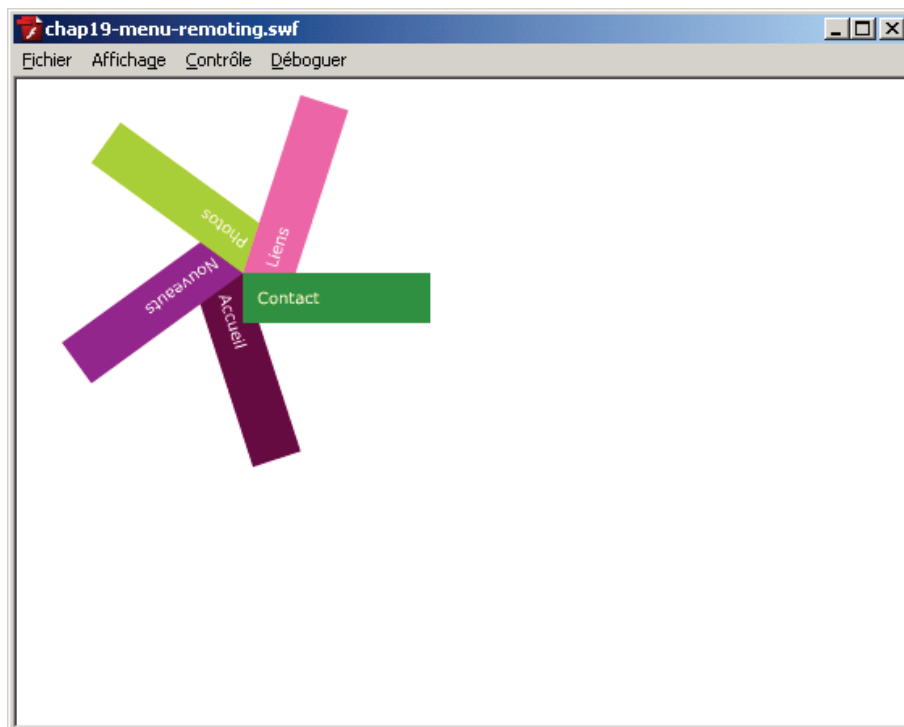 chap19-menu-remoting.swf
Fichier Affichage Contrôle Déboguer
Photos
Liens
Nouveauts
Accueil
Contact